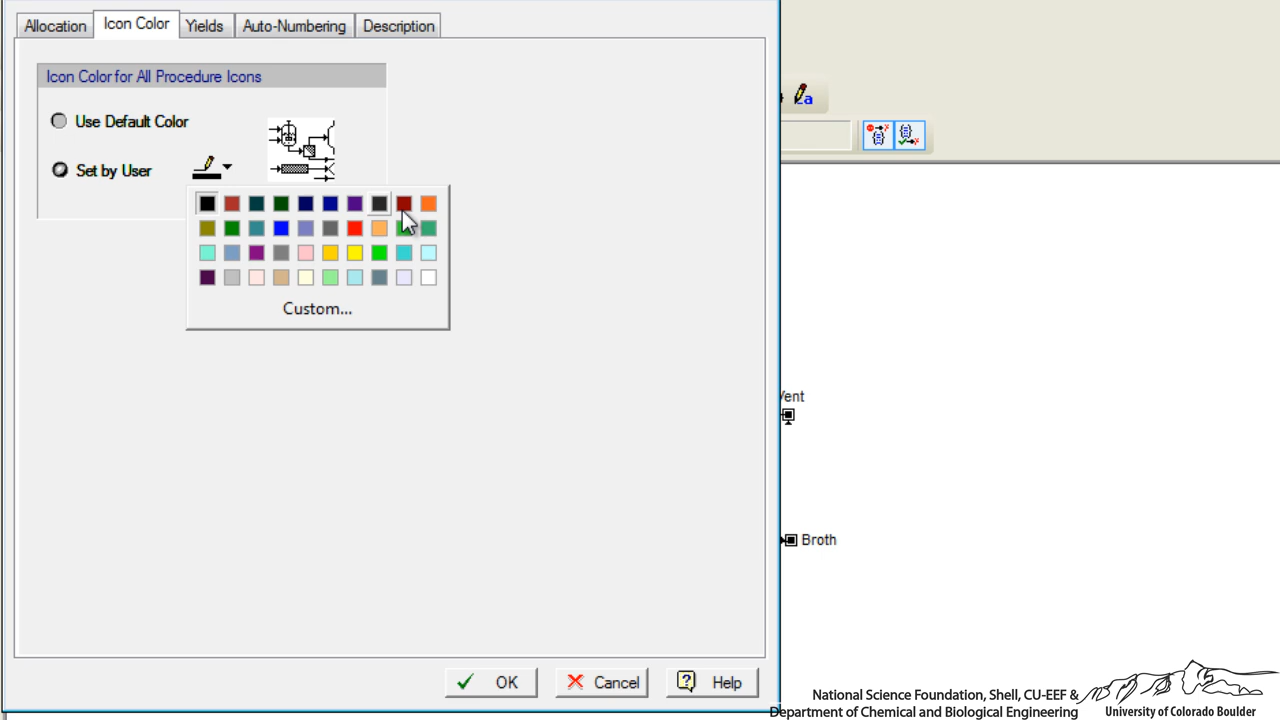 Allocation
Icon Color
Yields
Auto-Numbering
Description
Icon Color for All Procedure Icons
Use Default Color
Set by User
Custom...
OK
Cancel
Help
a
Vent
Broth
National Science Foundation, Shell, CU-EEF &
Department of Chemical and Biological Engineering
University of Colorado Boulder